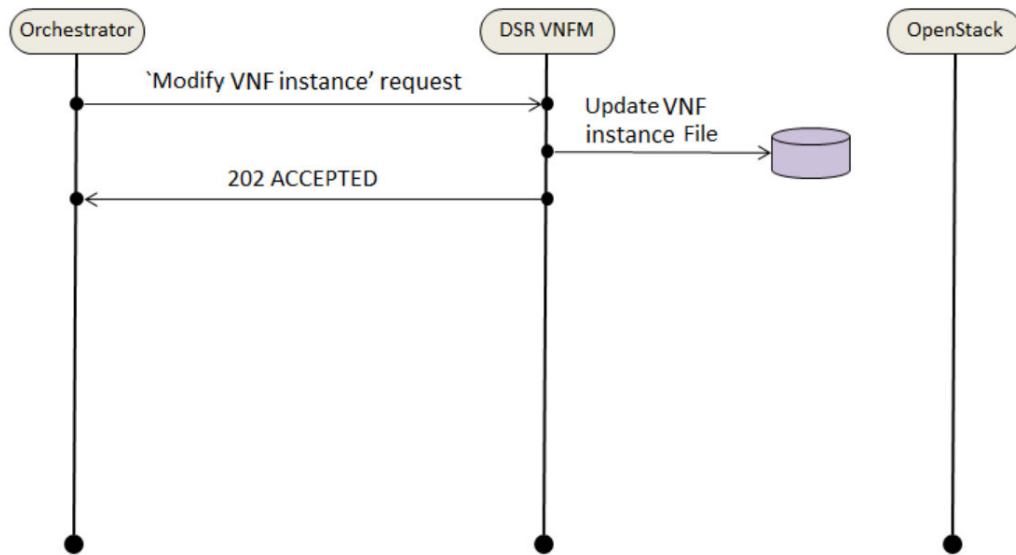 Orchestrator
DSR VNFM
OpenStack
`Modify VNF instance’ request
Update VNF
instance File
202 ACCEPTED